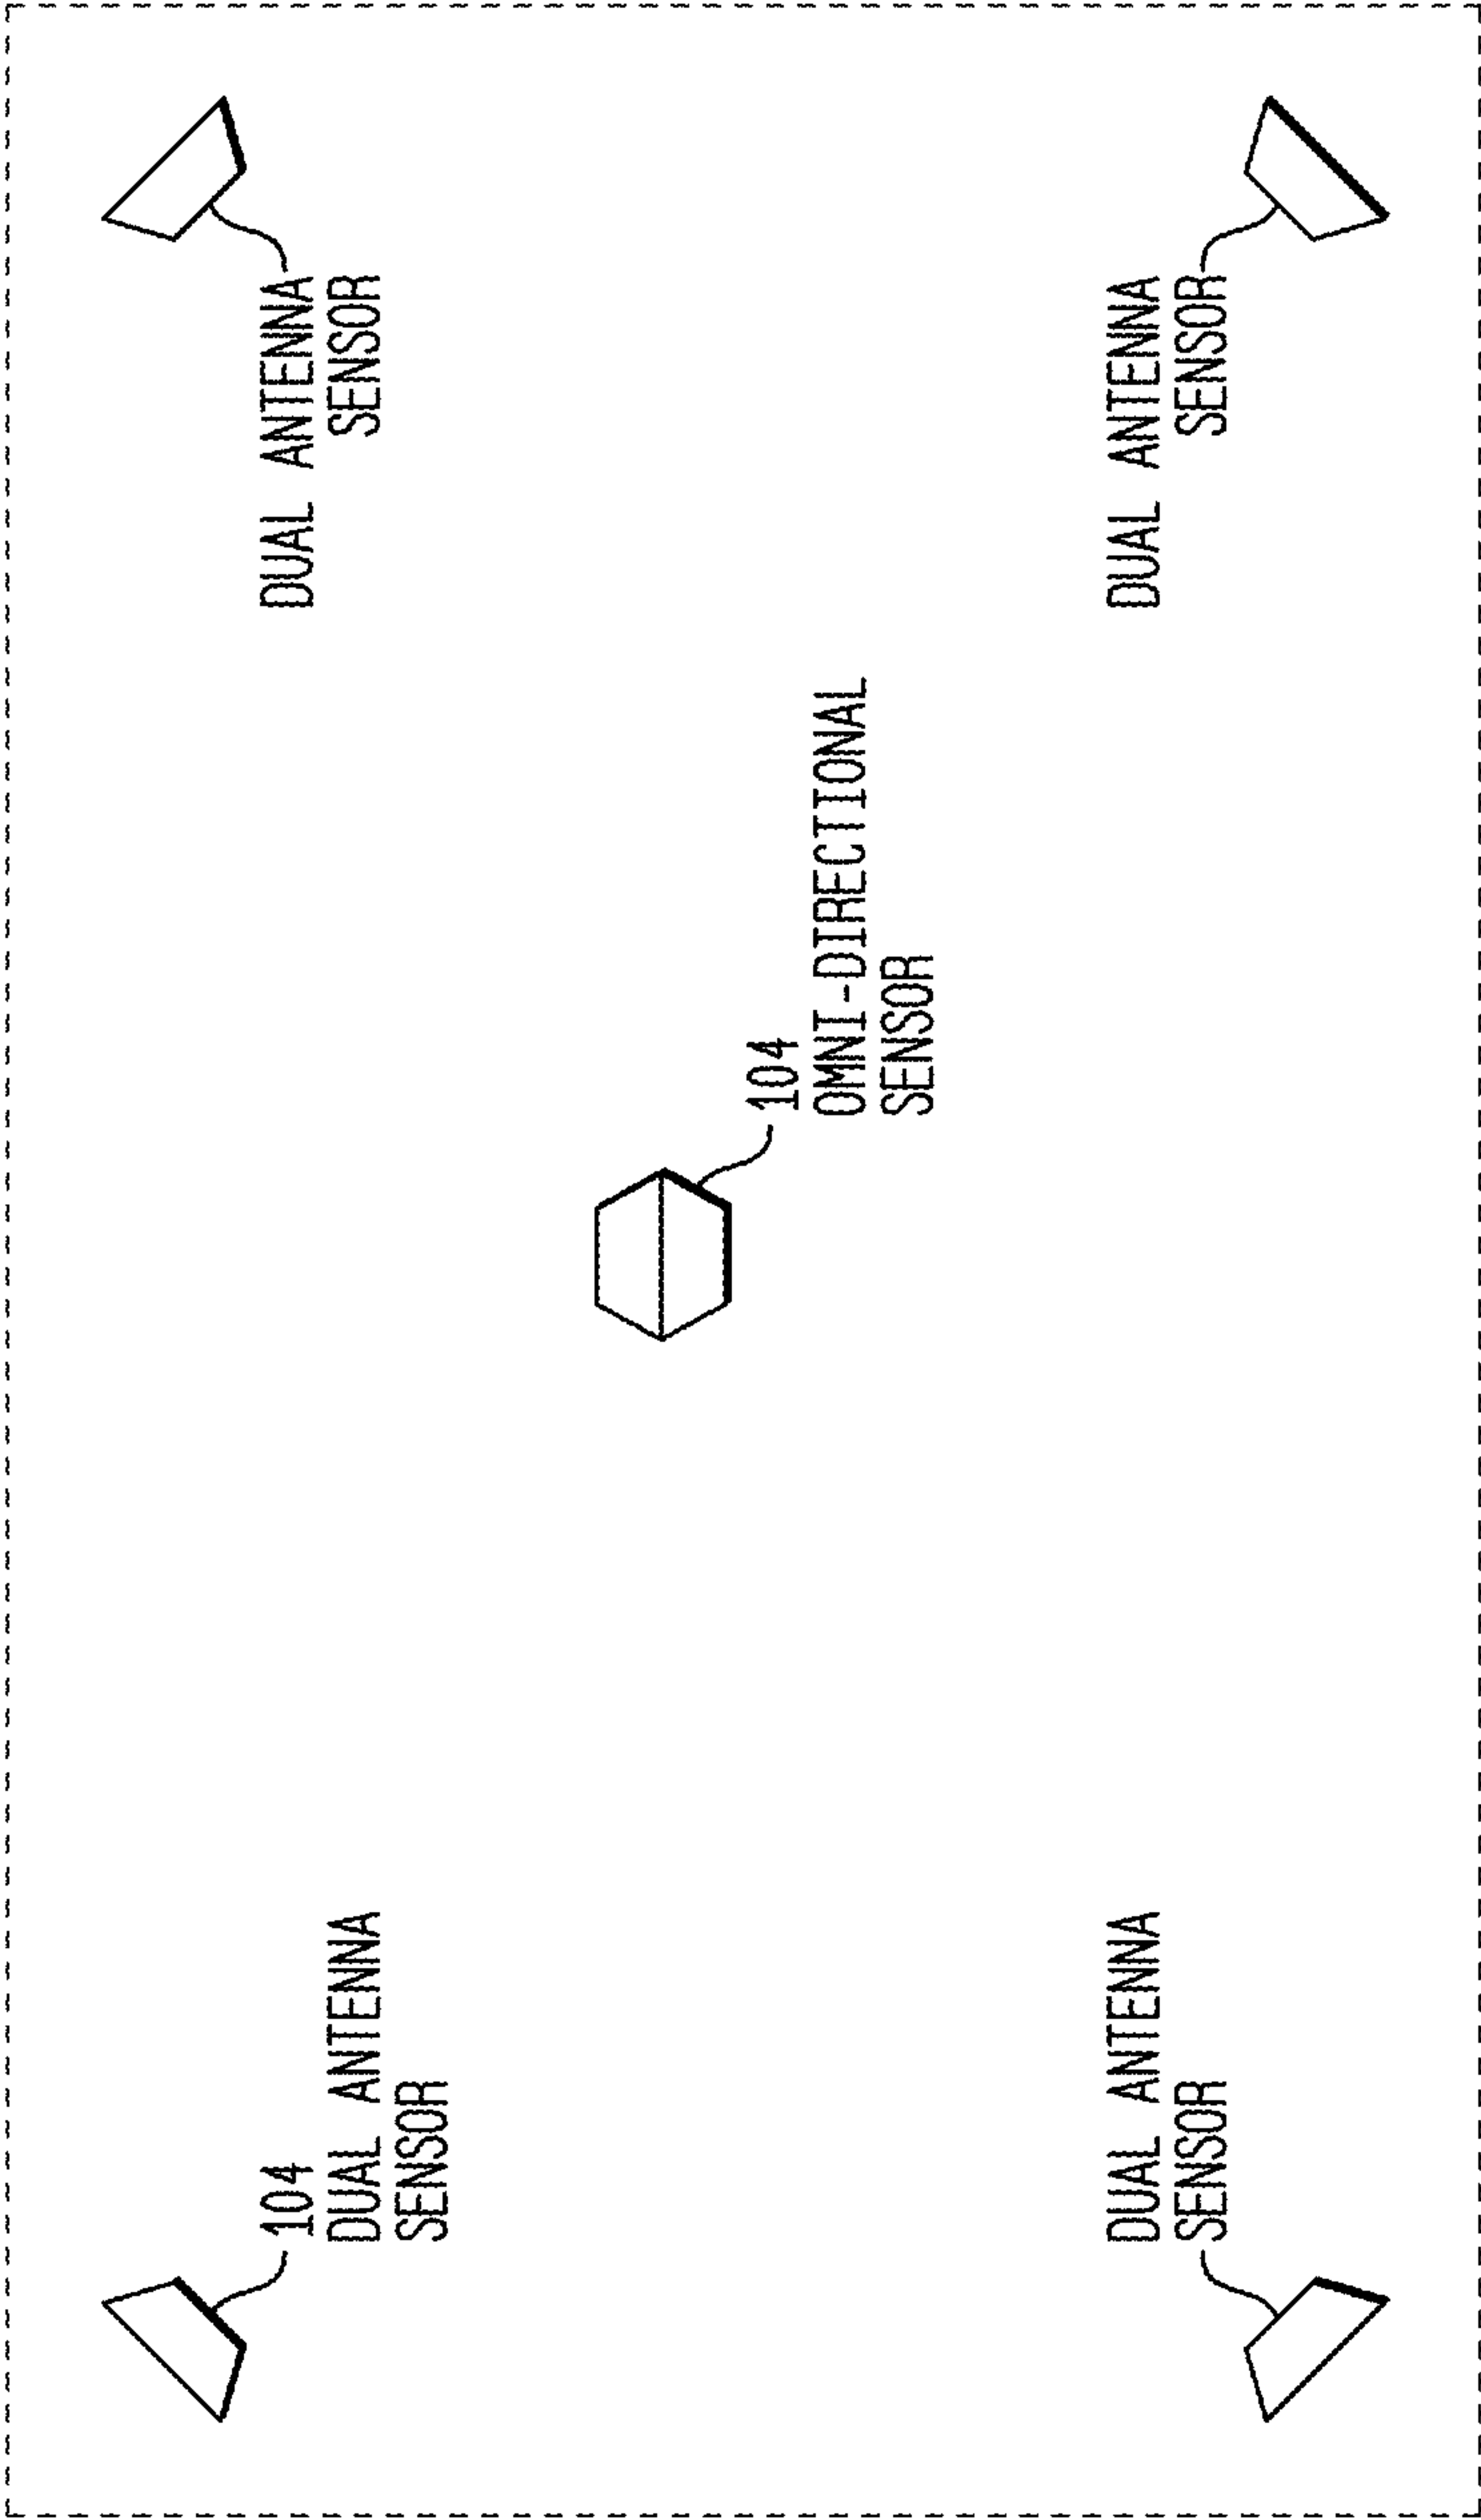 104
DUAL ANTENNA
SENSOR
DUAL ANTENNA
SENSOR
104
OMNI-DIRECTIONAL
SENSOR
DUAL ANTENNA
SENSOR
DUAL ANTENNA
SENSOR